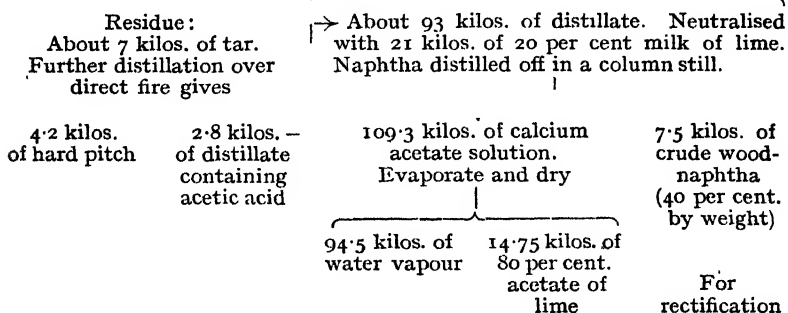 Residue:
About 7 kilos. of tar.
Further distillation over
direct fire gives
About 93 kilos. of distillate. Neutralised
with 21 kilos. of 20 per cent milk of lime.
Naphtha distilled off in a column still.
4·2 kilos.
of hard pitch
2·8 kilos. –
of distillate
containing
acetic acid
109·3 kilos. of calcium
acetate solution.
Evaporate and dry
7·5 kilos. of
crude wood-
naphtha
(40 per cent.
by weight)
94·5 kilos. of
water vapour
14·75 kilos. of
80 per cent.
acetate of
lime
For
rectification